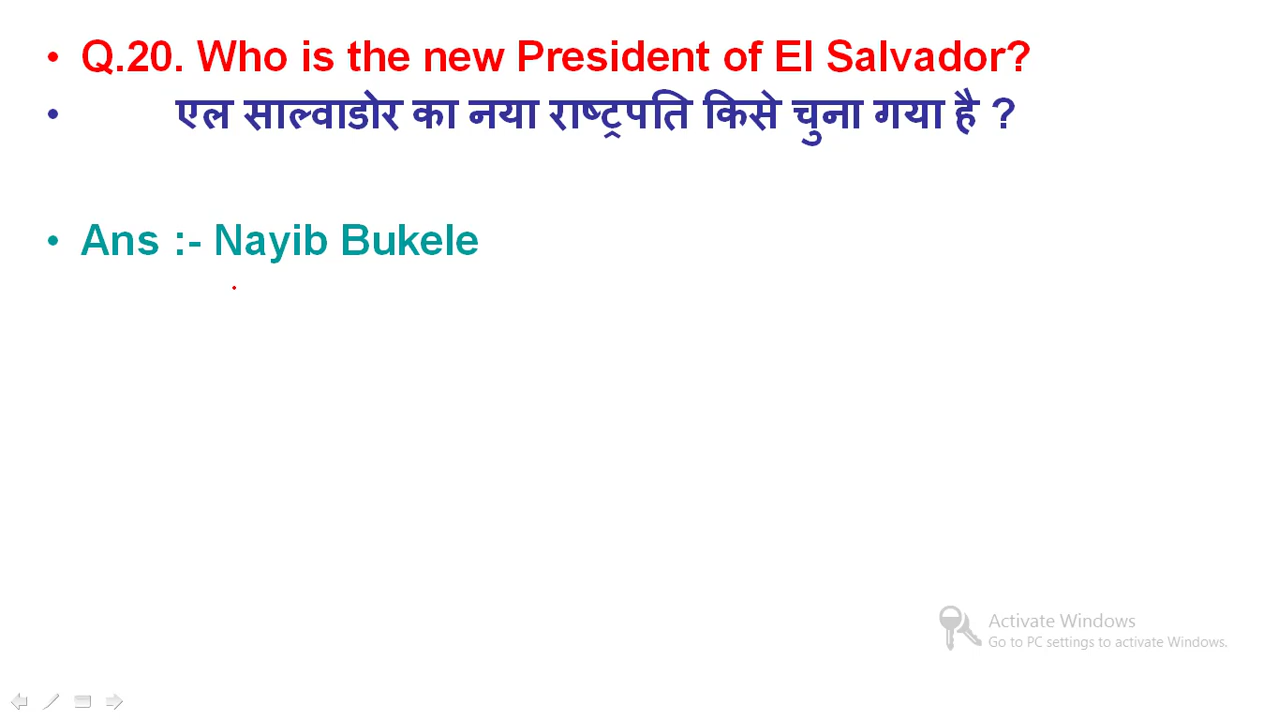 • Q.20. Who is the new President of El Salvador?
• एल साल्वाडोर का नया राष्ट्रपति किसे चुना गया है ?
• Ans :- Nayib Bukele
Activate Windows
Go to PC settings to activate Windows.